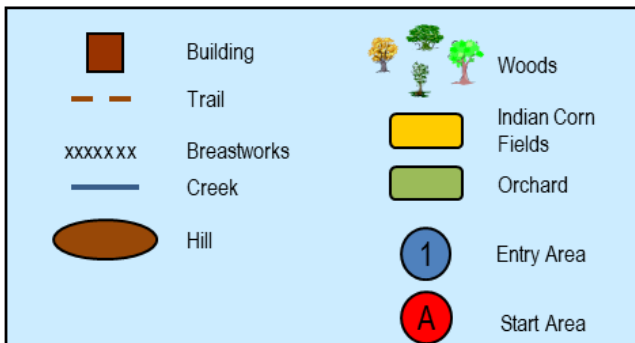 Building
Trail
xxxxxxx
Breastworks
Creek
Hill
Woods
Indian Corn
Fields
Orchard
1
Entry Area
A
Start Area